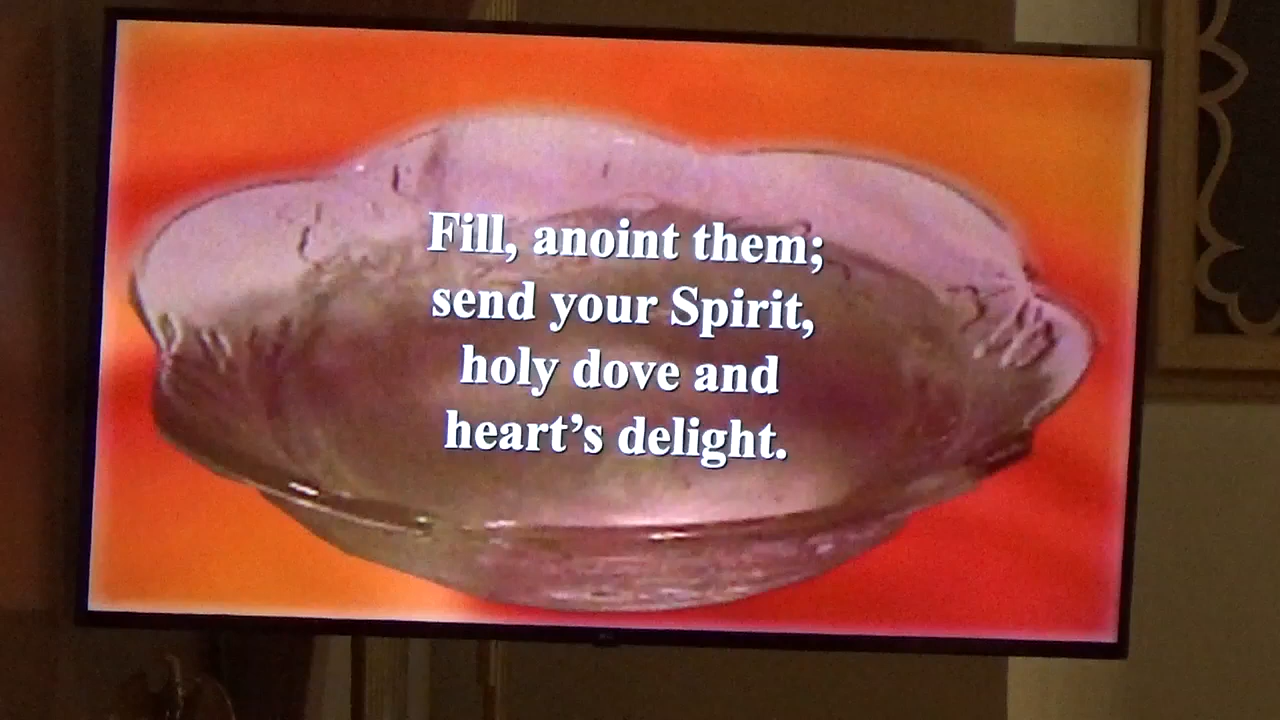 Fill, anoint them;
send your Spirit,
holy dove and
heart’s delight.